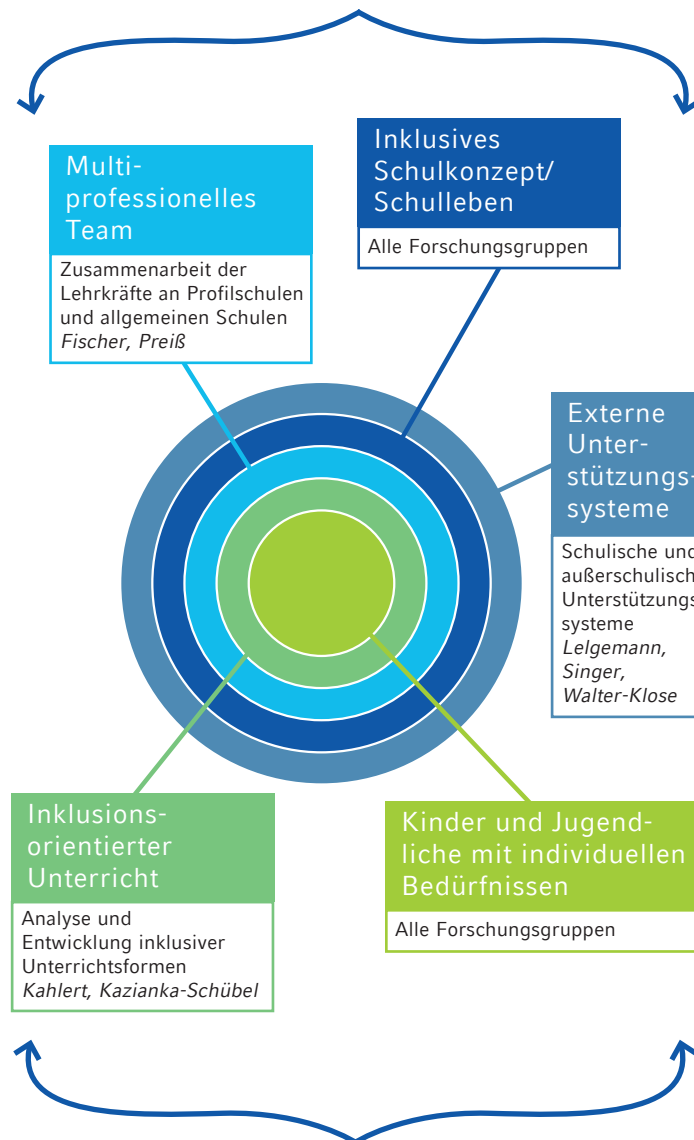 Multi-
professionelles
Team
Zusammenarbeit der
Lehrkräfte an Profilschulen
und allgemeinen Schulen
Fischer, Preiß
Inklusives
Schulkonzept/
Schulleben
Alle Forschungsgruppen
Externe
Unter-
stützungs-
systeme
Schulische und
außerschulisch
Unterstützungs
systeme
Lelgemann,
Singer,
Walter-Klose
Inklusions-
orientierter
Unterricht
Analyse und
Entwicklung inklusiver
Unterrichtsformen
Kahlert, Kazianka-Schübel
Kinder und Jugend-
liche mit individuellen
Bedürfnissen
Alle Forschungsgruppen